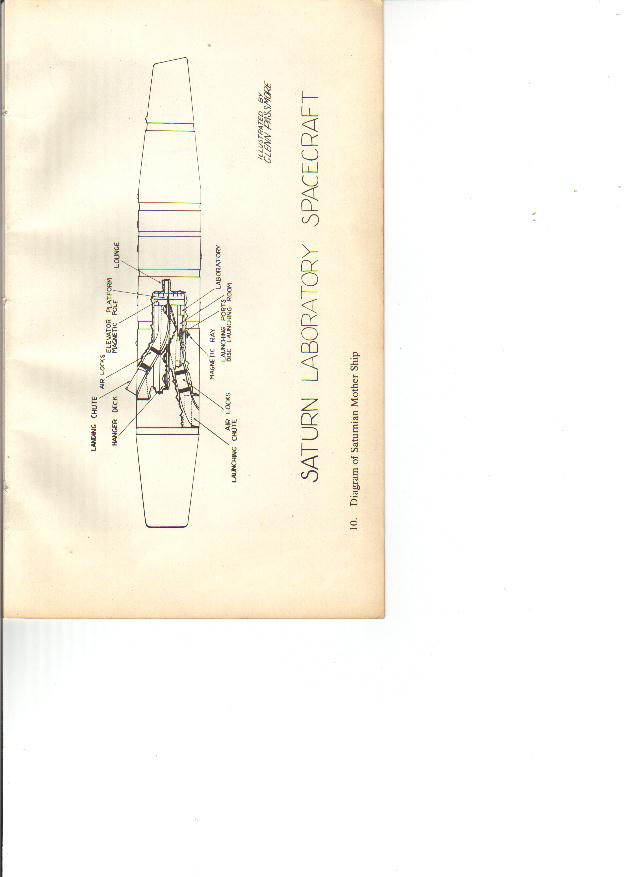 LANDING CHUTE
AIR LOCKS
ELEVATOR PLATFORM
MAGNETIC POLE
LOUNGE
HANGER DECK
MAGNETIC RAY
LABORATORY
LAUNCHING PORTS
DISC LAUNCHING ROOM
AIR LOCKS
LAUNCHING CHUTE
ILLUSTRATED BY
GLENN PASSMORE
SATURN LABORATORY SPACECRAFT
10. Diagram of Saturnian Mother Ship